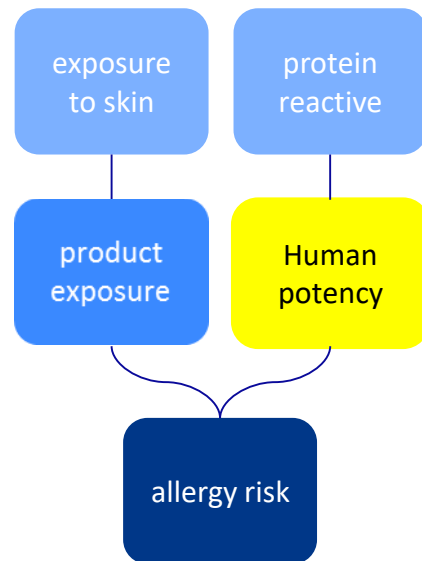 exposure
to skin
protein
reactive
product
exposure
Human
potency
allergy risk